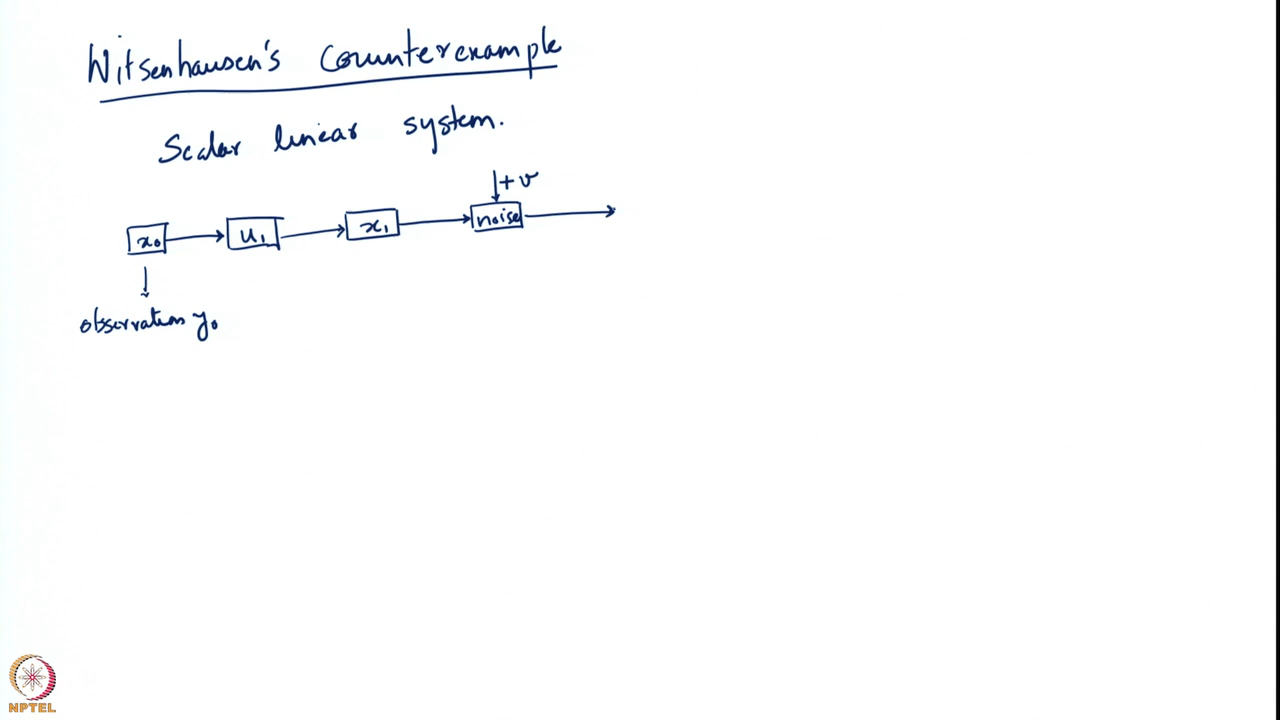 Witsenhausen's counterexample
Scalar linear system.
+v
x₀ u₁ x₁ noise
observation y₀
NPTEL